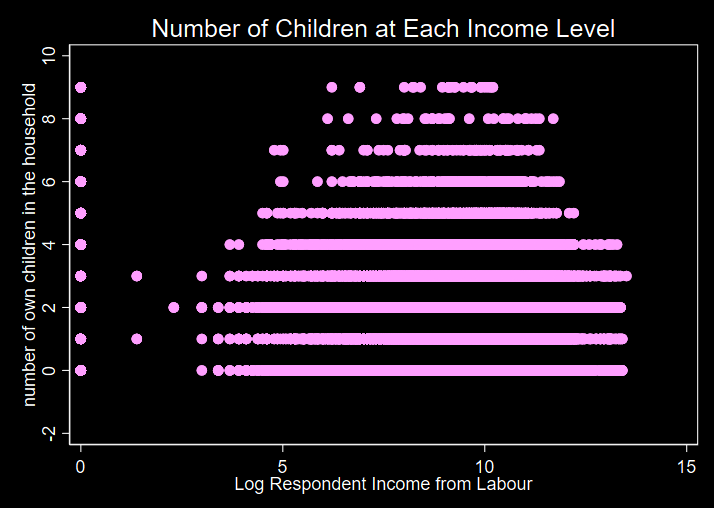 Number of Children at Each Income Level
number of own children in the household
10
8
6
4
2
0
-2
0 5 10 15
Log Respondent Income from Labour